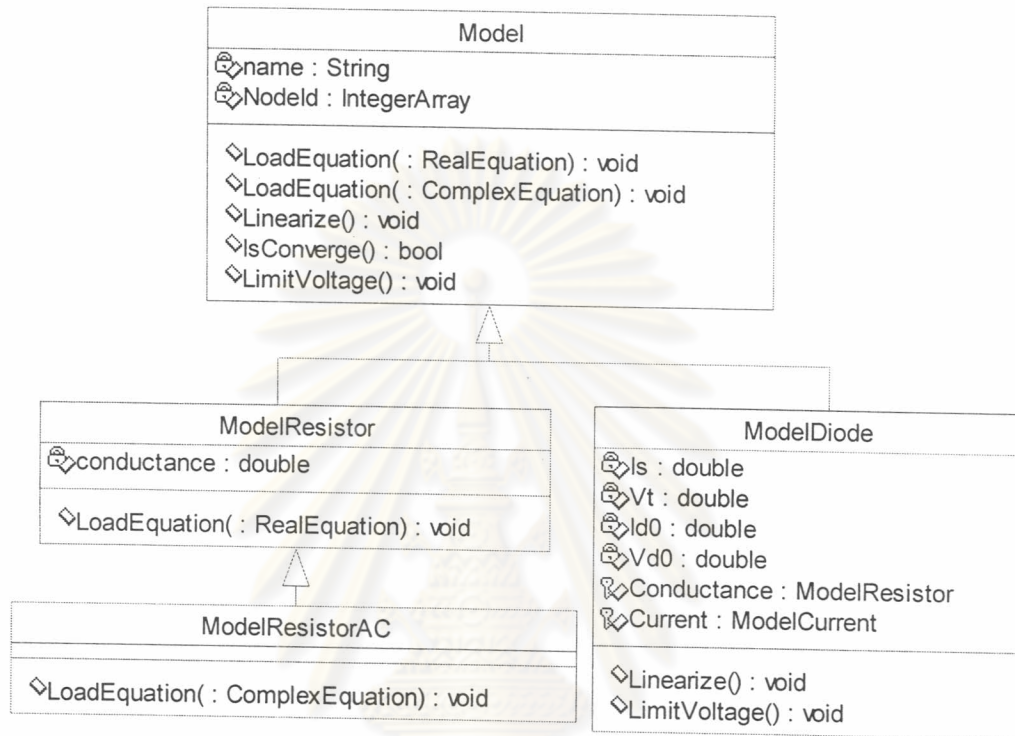 Model
name : String
NodeId : IntegerArray
LoadEquation( : RealEquation) : void
LoadEquation( : ComplexEquation) : void
Linearize() : void
IsConverge() : bool
LimitVoltage() : void
ModelResistor
conductance : double
LoadEquation( : RealEquation) : void
ModelResistorAC
LoadEquation( : ComplexEquation) : void
ModelDiode
Is : double
Vt : double
Id0 : double
Vd0 : double
Conductance : ModelResistor
Current : ModelCurrent
Linearize() : void
LimitVoltage() : void